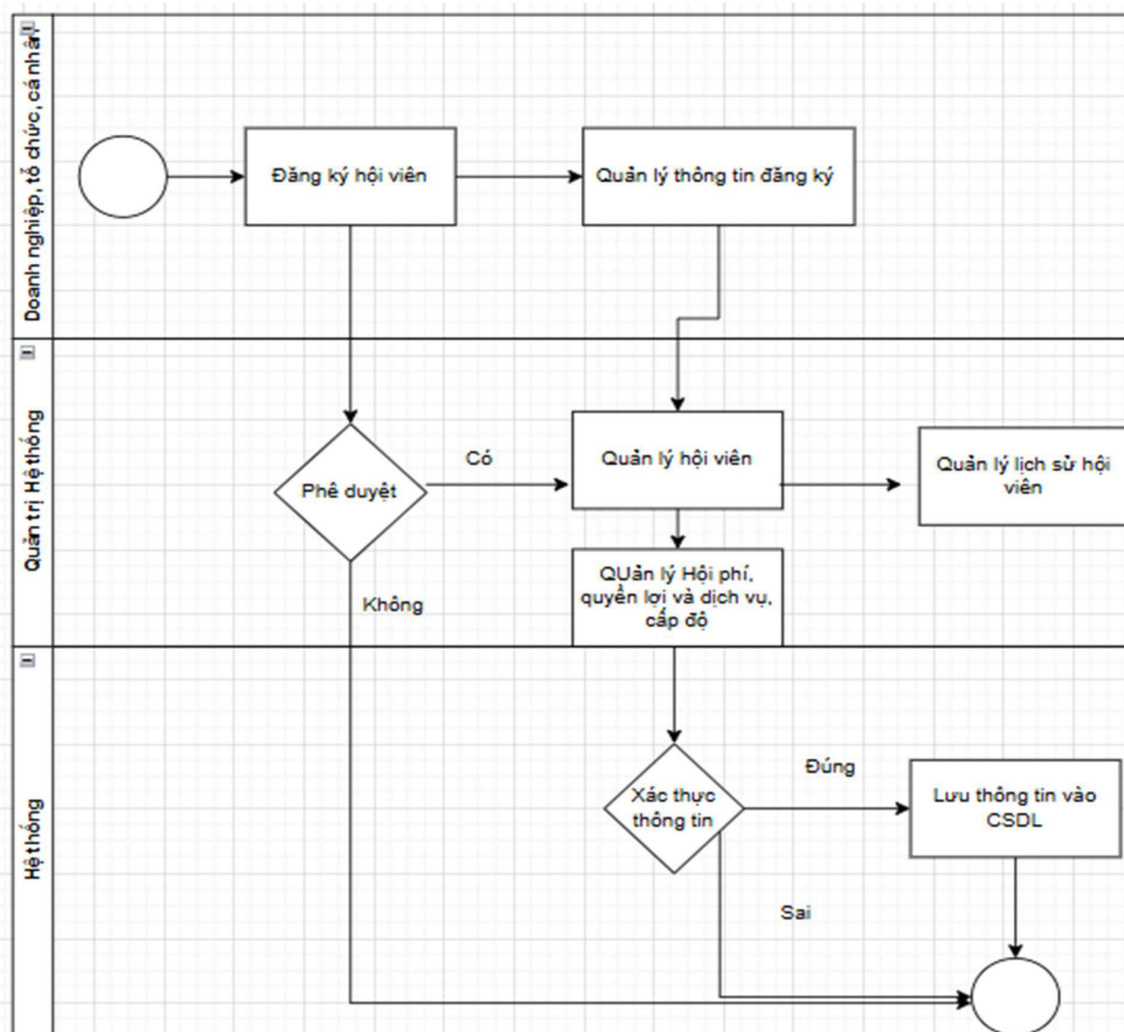 Doanh nghiệp, tổ chức, cá nhân
Đăng ký hội viên
Quản lý thông tin đăng ký
Quản trị Hệ thống
Phê duyệt
Có
Quản lý hội viên
Quản lý lịch sử hội
viên
Không
QUản lý Hội phí,
quyền lợi và dịch vụ,
cấp độ
Hệ thống
Xác thực
thông tin
Đúng
Lưu thông tin vào
CSDL
Sai